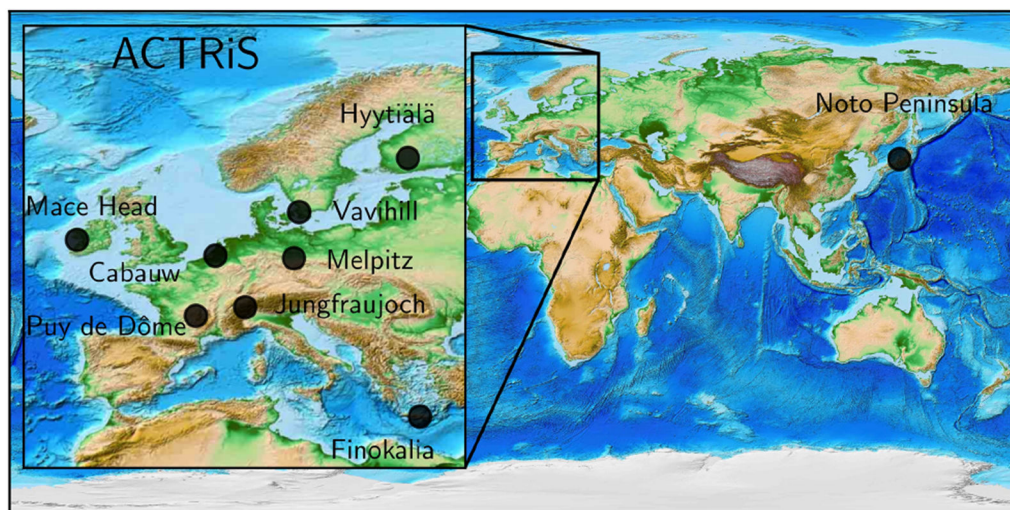 ACTRiS
Hyytiälä
Noto Peninsula
Mace Head
Vavihill
Cabauw
Melpitz
Jungfraujoch
Puy de Dôme
Finokalia